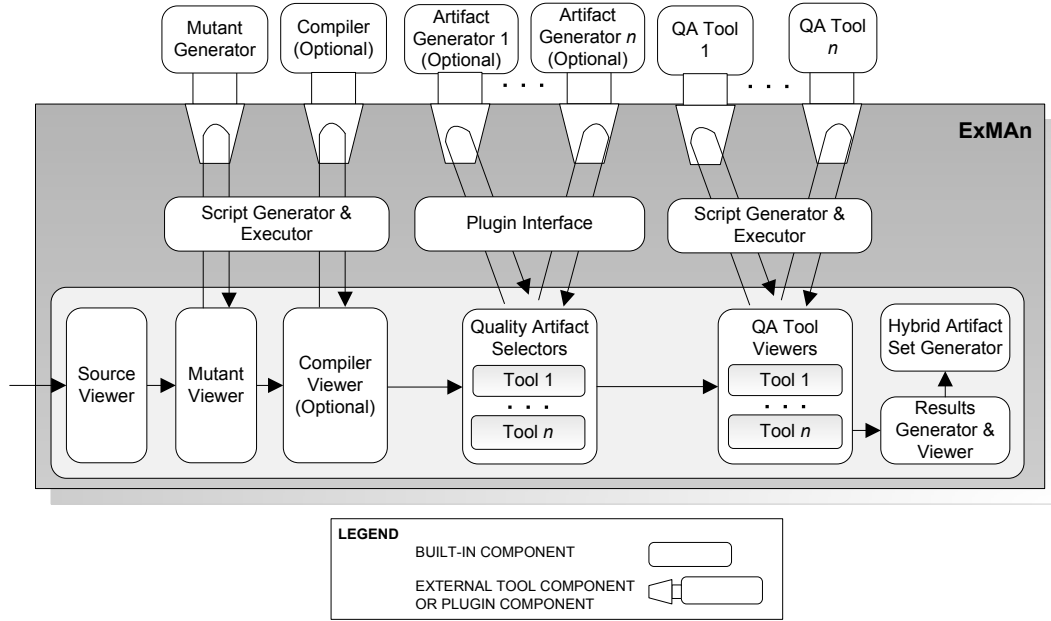 Mutant
Generator
Compiler
(Optional)
Artifact
Generator 1
(Optional)
Artifact
Generator n
(Optional)
QA Tool
1
QA Tool
n
. . .
. . .
ExMAn
Script Generator &
Executor
Plugin Interface
Script Generator &
Executor
Source
Viewer
Mutant
Viewer
Compiler
Viewer
(Optional)
Quality Artifact
Selectors
Tool 1
. . .
Tool n
QA Tool
Viewers
Tool 1
. . .
Tool n
Hybrid Artifact
Set Generator
Results
Generator &
Viewer
LEGEND
BUILT-IN COMPONENT
EXTERNAL TOOL COMPONENT
OR PLUGIN COMPONENT